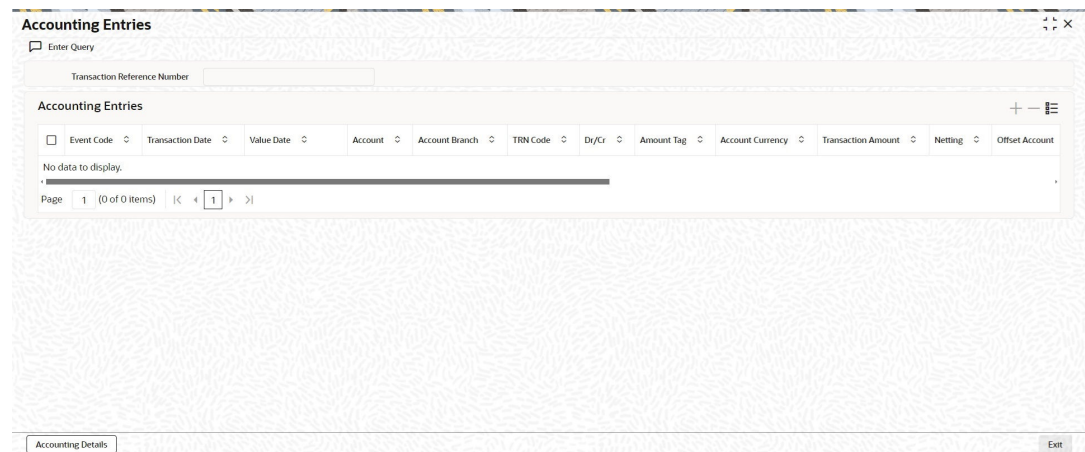 Accounting Entries
Enter Query
Transaction Reference Number
Accounting Entries
Event Code Transaction Date Value Date Account Account Branch TRN Code Dr/Cr Amount Tag Account Currency Transaction Amount Netting Offset Account
No data to display.
Page 1 (0 of 0 items) 1
Accounting Details Exit